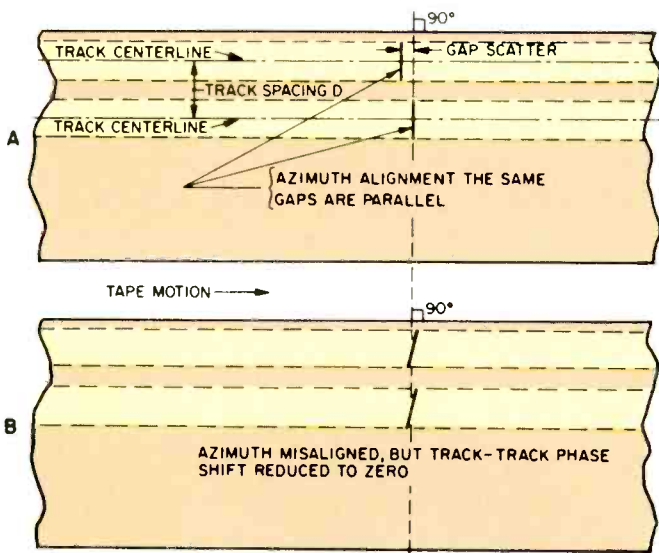 90°
TRACK CENTERLINE
GAP SCATTER
TRACK SPACING D
TRACK CENTERLINE
A
AZIMUTH ALIGNMENT THE SAME
GAPS ARE PARALLEL
TAPE MOTION
90°
B
AZIMUTH MISALIGNED, BUT TRACK-TRACK PHASE
SHIFT REDUCED TO ZERO